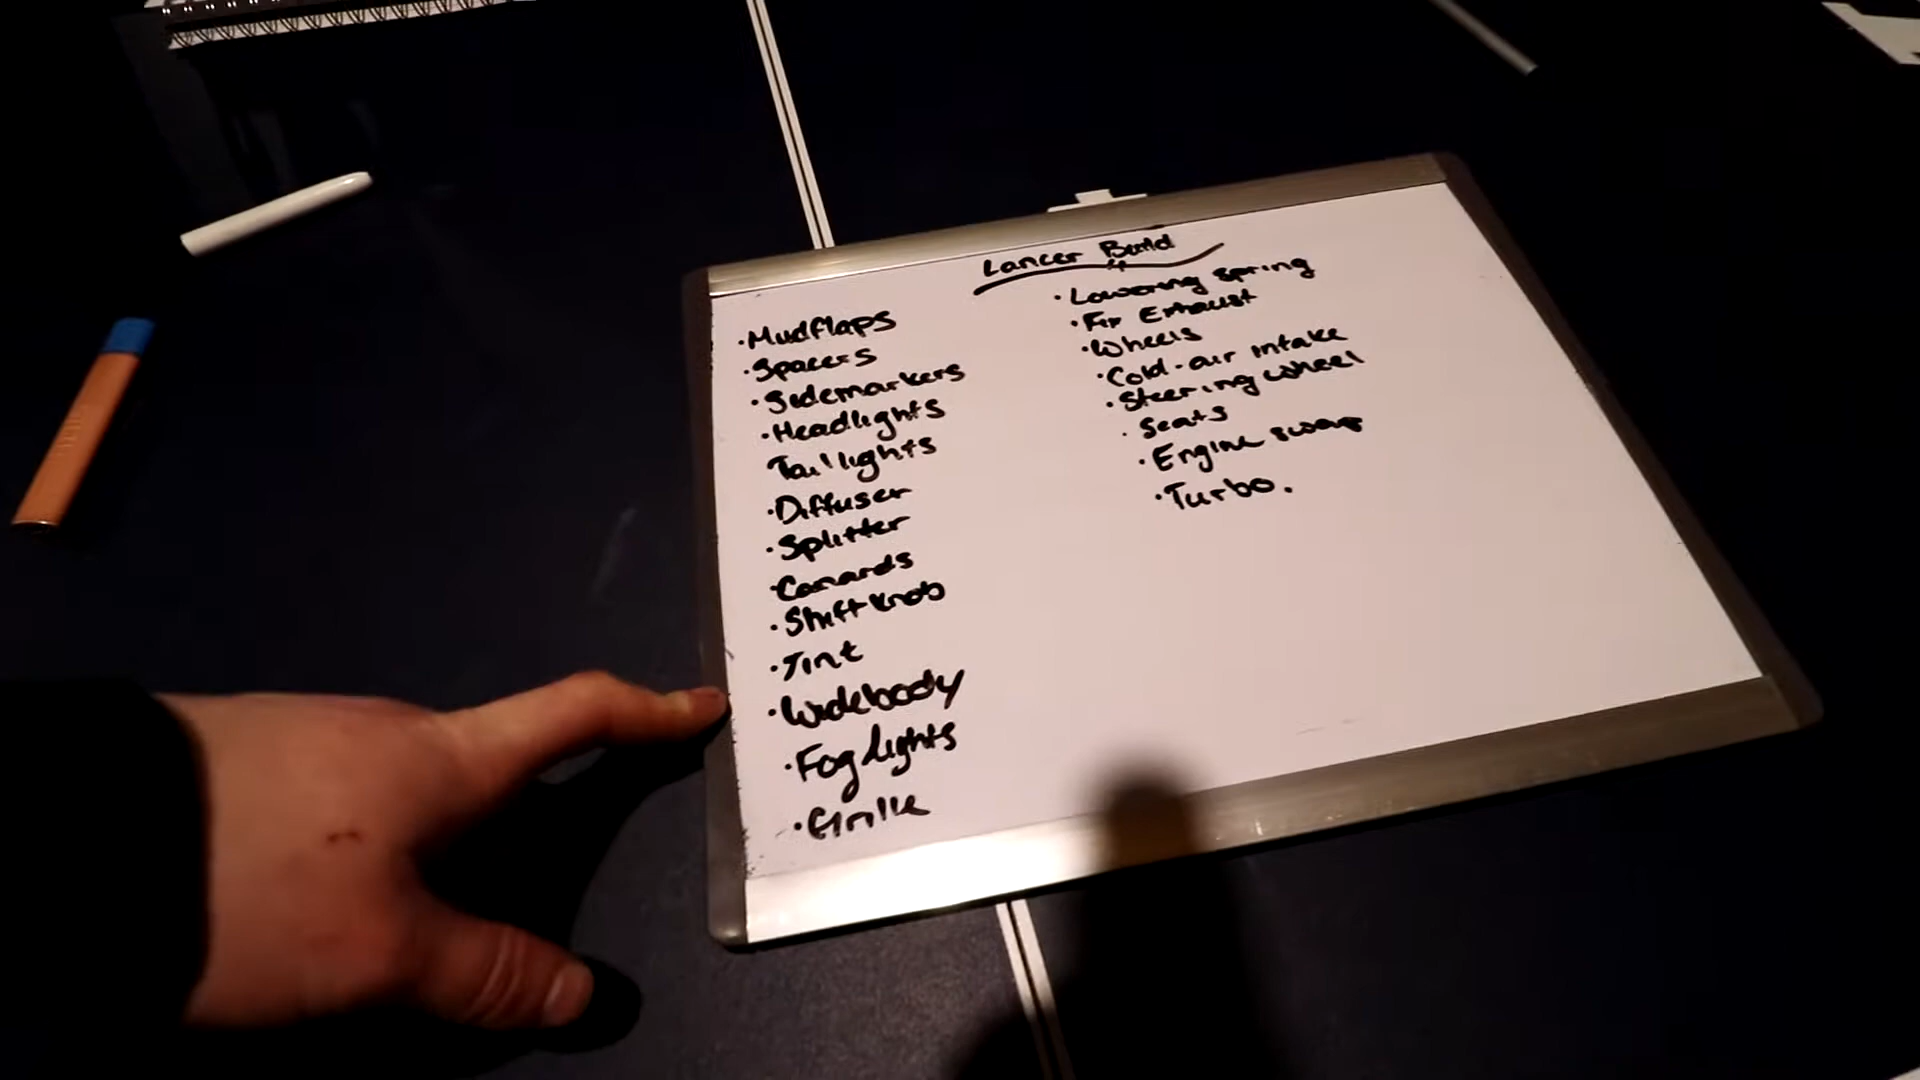 Lancer Build
·Mudflaps
·Spacers
·Sidemarkers
·Headlights
Taillights
·Diffuser
·Splitter
·Canards
·Shift knob
·Tint
·Widebody
·Fog lights
·Grille
·Lowering spring
·Fix Exhaust
·Wheels
·Cold-air intake
·Steering wheel
·Seats
·Engine swap
·Turbo.